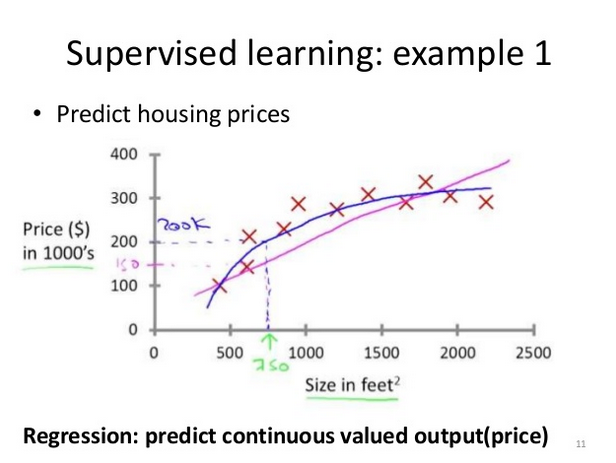 Supervised learning: example 1
• Predict housing prices
400
300
200K
Price ($)
200
in 1000's
150
100
0
0 500 1000 1500 2000 2500
750
Size in feet²
Regression: predict continuous valued output(price)
11